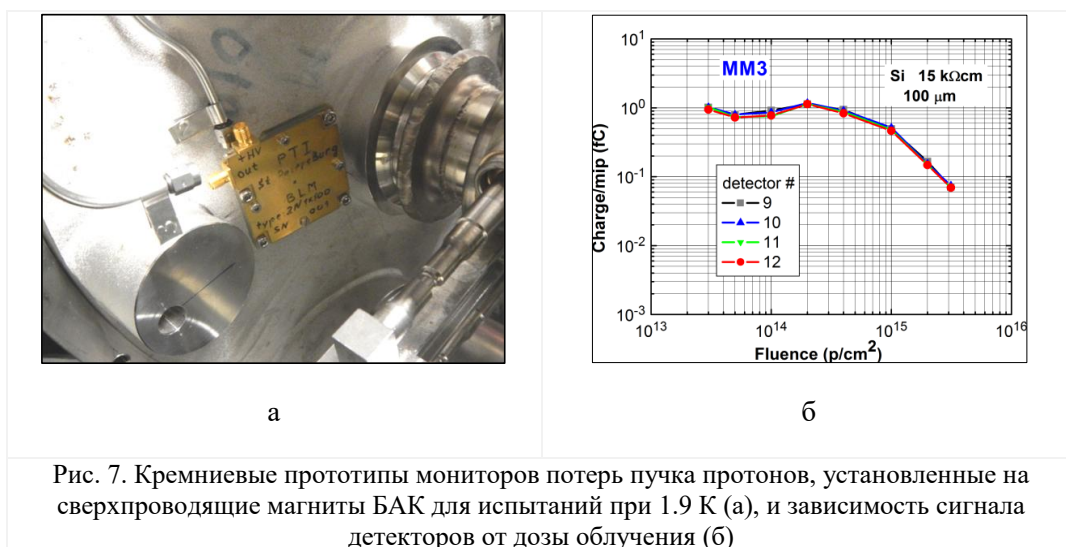 +HV
out
PTI
BLM
out
SN
MM3
Si 15 kΩcm
100 μm
Charge/mip (fC)
10¹
10⁰
10⁻¹
10⁻²
10⁻³
detector #
9
10
11
12
10¹³
10¹⁴
10¹⁵
10¹⁶
Fluence (p/cm²)
а
б
Рис. 7. Кремниевые прототипы мониторов потерь пучка протонов, установленные на
сверхпроводящие магниты БАК для испытаний при 1.9 К (а), и зависимость сигнала
детекторов от дозы облучения (б)